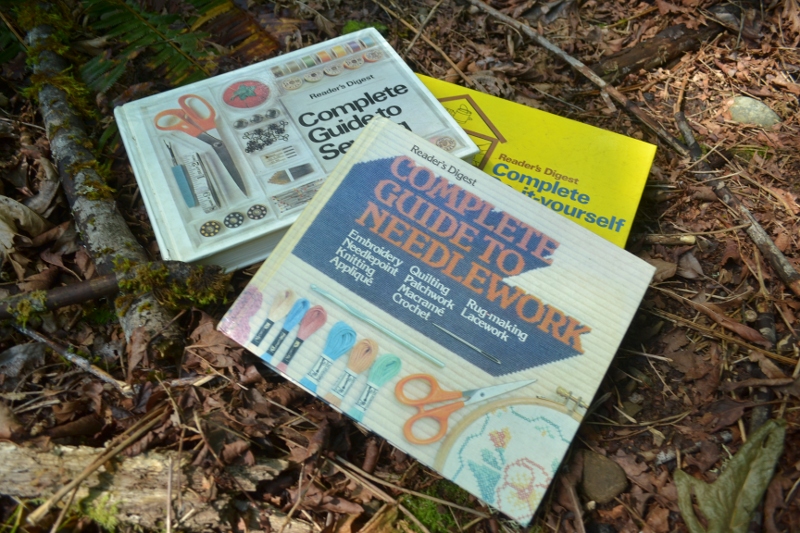 Reader's Digest
Complete
Guide to
Reader's Digest
Complete
it-yourself
Reader's Digest
COMPLETE
GUIDE TO
NEEDLEWORK
Embroidery
Needlepoint
Knitting
Appliqué
Quilting
Patchwork
Macramé
Crochet
Rug-making
Lacework